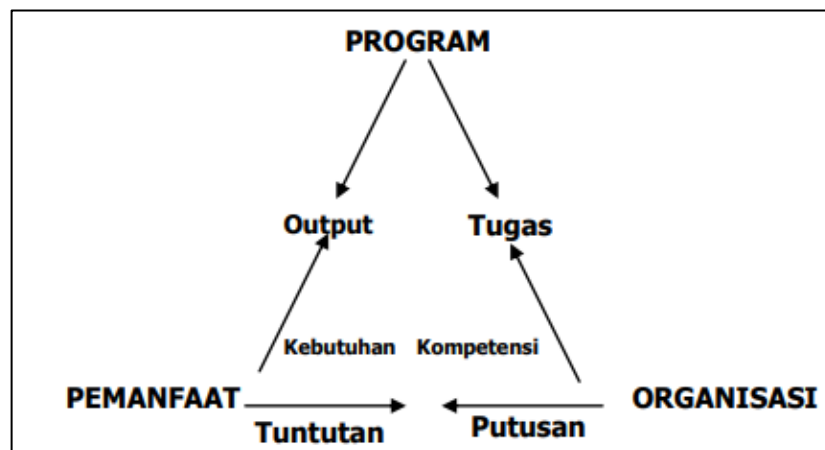 PROGRAM
Output Tugas
Kebutuhan Kompetensi
PEMANFAAT ORGANISASI
Tuntutan Putusan